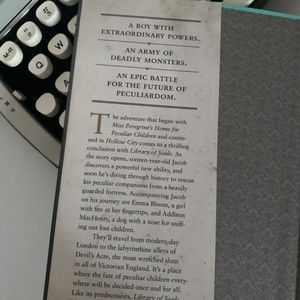 A BOY WITH
EXTRAORDINARY POWERS.
AN ARMY OF
DEADLY MONSTERS.
AN EPIC BATTLE
FOR THE FUTURE OF
PECULIARDOM.
The adventure that began with
Miss Peregrine's Home for
Peculiar Children and continued
in Hollow City comes to a thrilling
conclusion with Library of Souls. As
the story opens, sixteen-year-old Jacob
discovers a powerful new ability, and
soon he's diving through history to rescue
his peculiar companions from a heavily
guarded fortress. Accompanying Jacob
on his journey are Emma Bloom, a girl
with fire at her fingertips, and Addison
MacHenry, a dog with a nose for sniff-
ing out lost children.
They'll travel from modern-day
London to the labyrinthine alleys of
Devil's Acre, the most wretched slum
in all of Victorian England. It's a place
where the fate of peculiar children every-
where will be decided once and for all.
Like its predecessors, Library of Souls